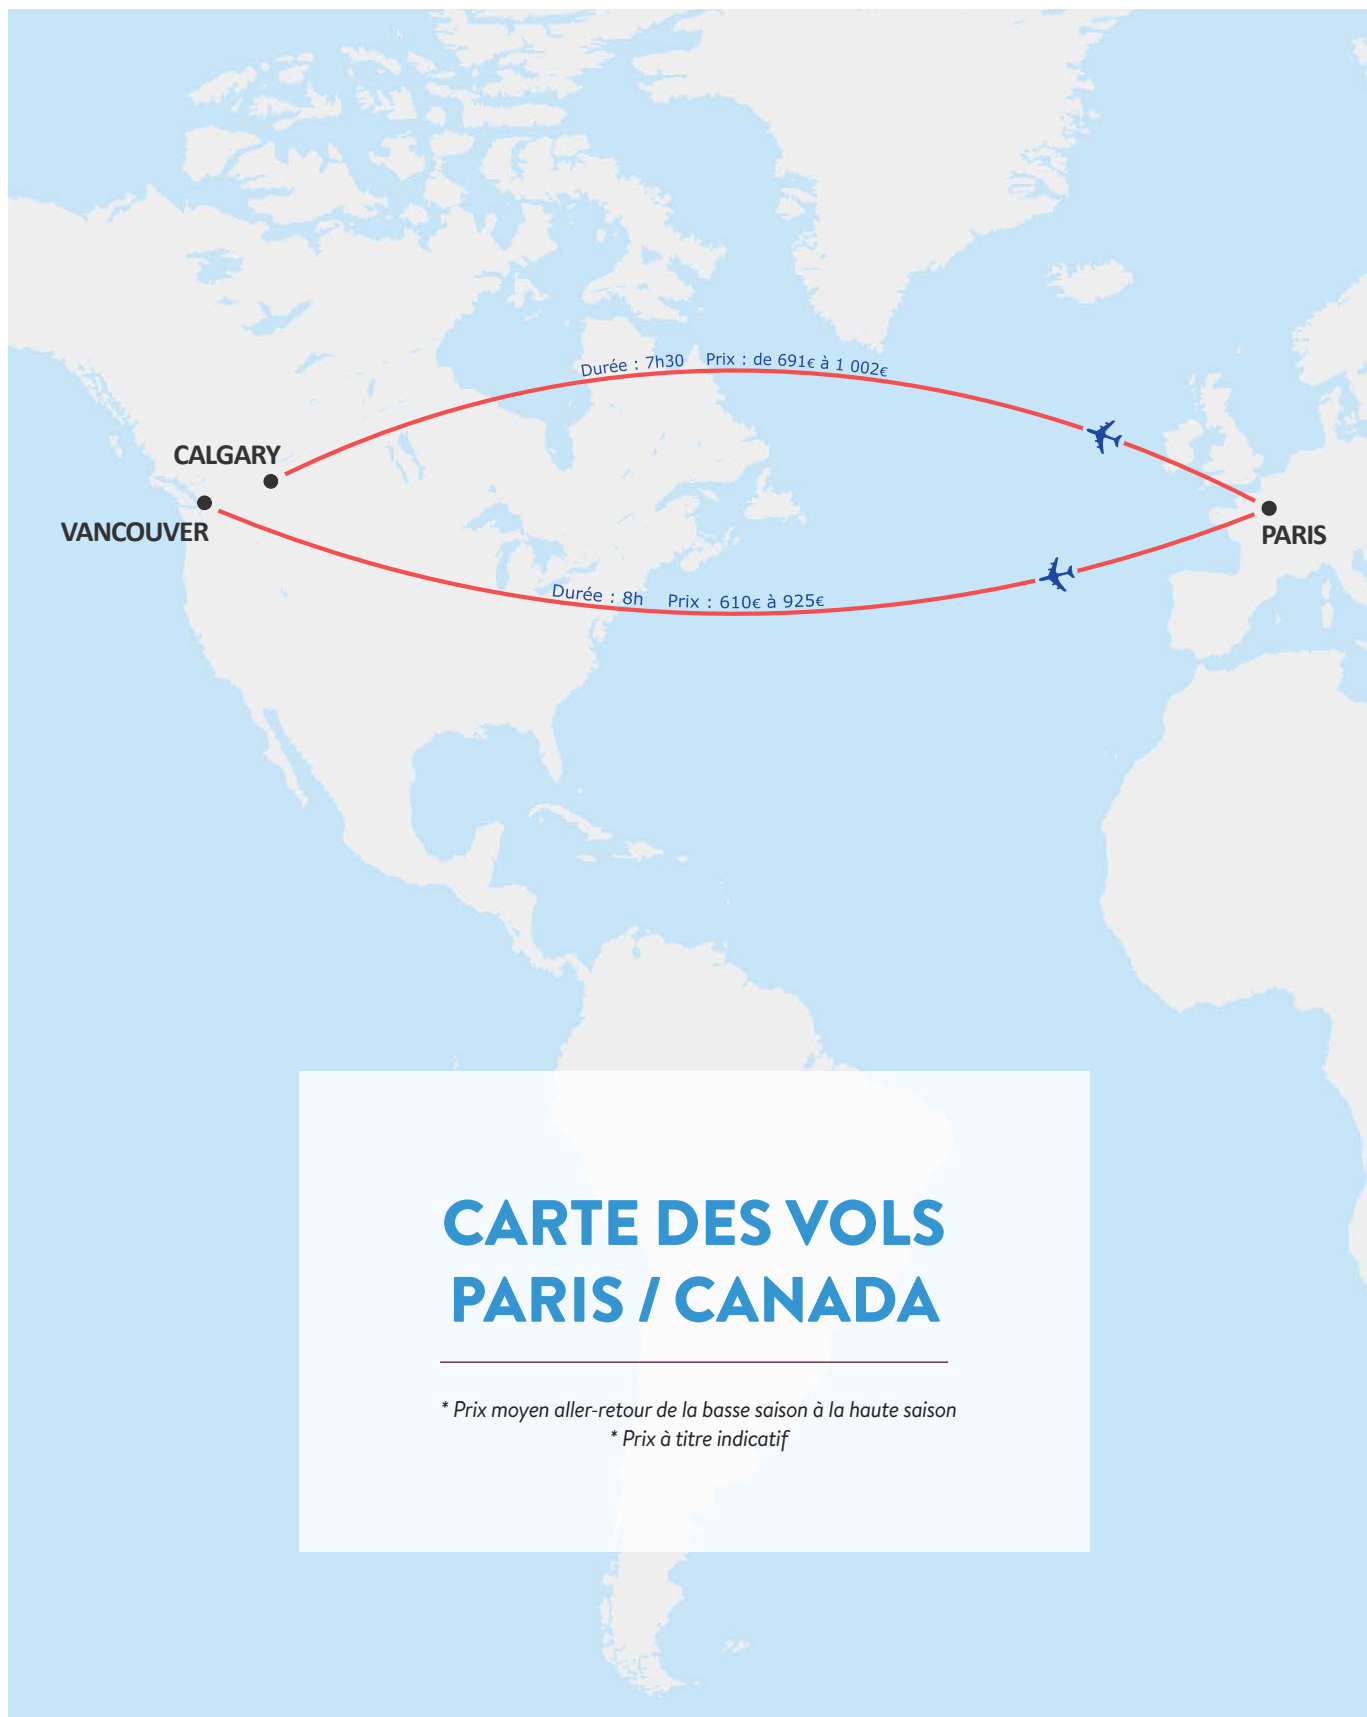 Durée : 7h30 Prix : de 691€ à 1 002€
CALGARY
VANCOUVER
PARIS
Durée : 8h Prix : 610€ à 925€
CARTE DES VOLS
PARIS / CANADA
* Prix moyen aller-retour de la basse saison à la haute saison
* Prix à titre indicatif